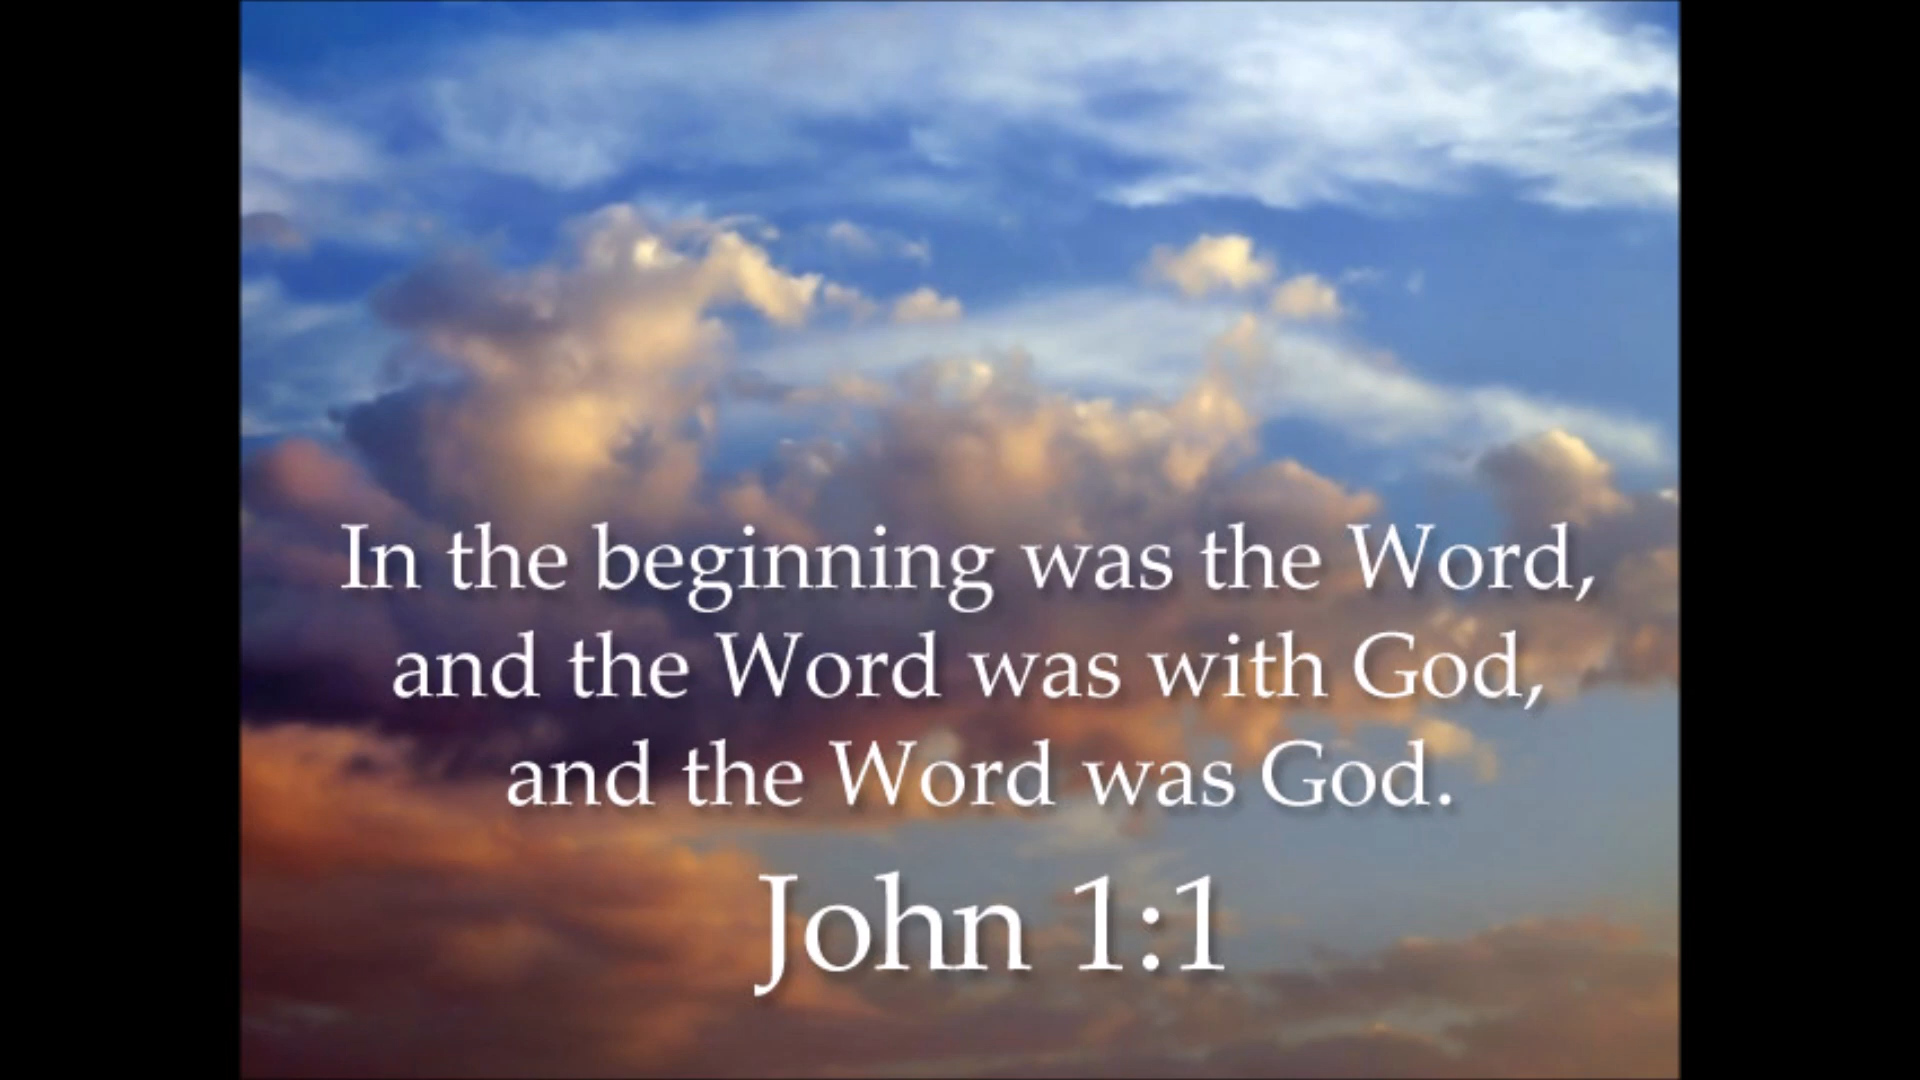 In the beginning was the Word,
and the Word was with God,
and the Word was God.
John 1:1